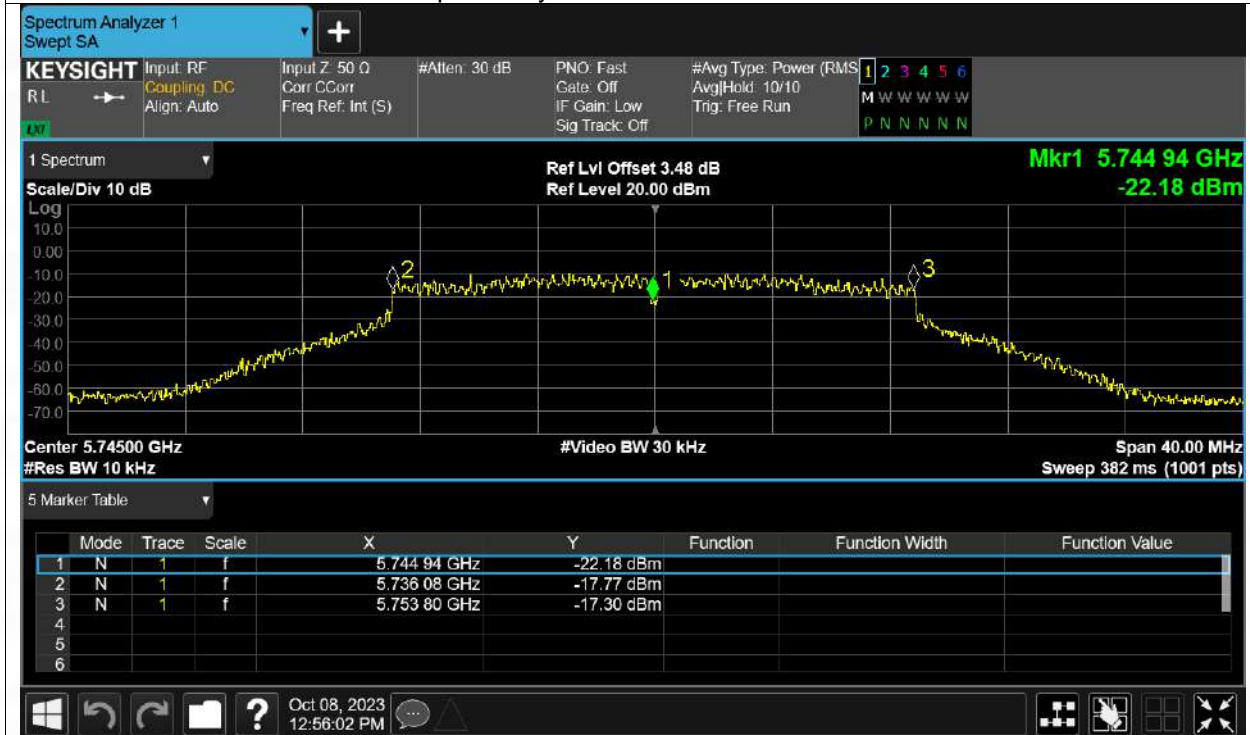 Spectrum Analyzer 1
Swept SA
+
KEYSIGHT Input: RF Input Z: 50 Ω #Atten: 30 dB PNO: Fast #Avg Type: Power (RMS 1 2 3 4 5 6
RL Coupling: DC Corr CCorr Gate: Off Avg|Hold: 10/10 M W W W W W
Align: Auto Freq Ref: Int (S) IF Gain: Low Trig: Free Run
LXI Sig Track: Off P N N N N N
1 Spectrum Ref Lvl Offset 3.48 dB Mkr1 5.744 94 GHz
Scale/Div 10 dB Ref Level 20.00 dBm -22.18 dBm
Log
10.0
0.00
-10.0 2 1 3
-20.0
-30.0
-40.0
-50.0
-60.0
-70.0
Center 5.74500 GHz #Video BW 30 kHz Span 40.00 MHz
#Res BW 10 kHz Sweep 382 ms (1001 pts)
5 Marker Table
Mode Trace Scale X Y Function Function Width Function Value
1 N 1 f 5.744 94 GHz -22.18 dBm
2 N 1 f 5.736 08 GHz -17.77 dBm
3 N 1 f 5.753 80 GHz -17.30 dBm
4
5
6
? Oct 08, 2023
12:56:02 PM